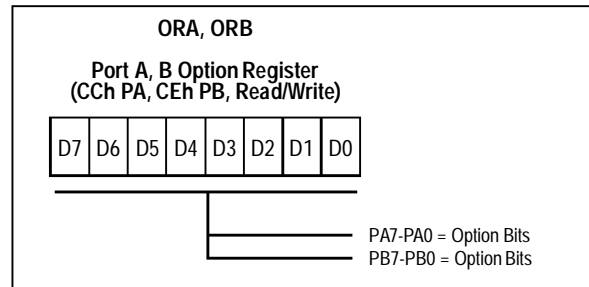 ORA, ORB
Port A, B Option Register
(CCh PA, CEh PB, Read/Write)
D7 D6 D5 D4 D3 D2 D1 D0
PA7-PA0 = Option Bits
PB7-PB0 = Option Bits